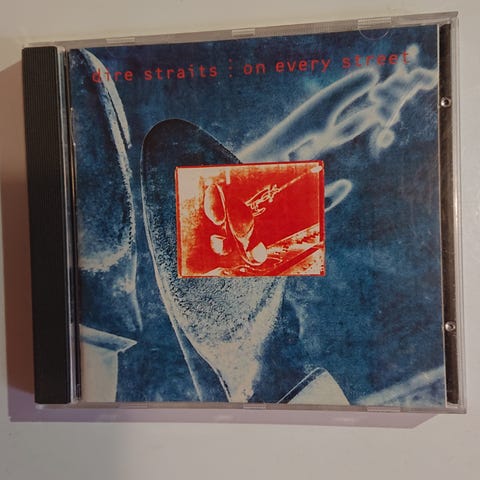 dire straits : on every street